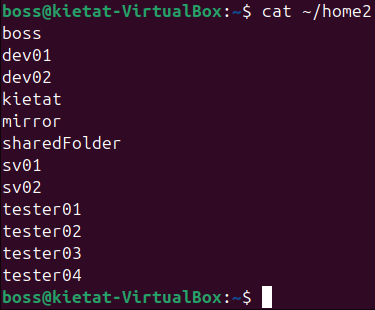 boss@kietat-VirtualBox:~$ cat ~/home2
boss
dev01
dev02
kietat
mirror
sharedFolder
sv01
sv02
tester01
tester02
tester03
tester04
boss@kietat-VirtualBox:~$